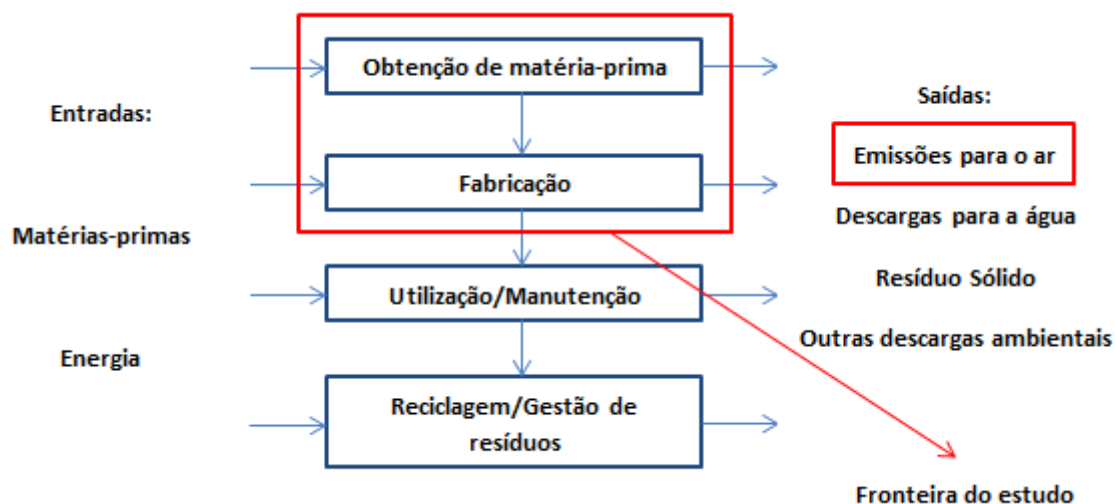 Obtenção de matéria-prima
Saídas:
Entradas:
Emissões para o ar
Fabricação
Descargas para a água
Matérias-primas
Resíduo Sólido
Utilização/Manutenção
Outras descargas ambientais
Energia
Reciclagem/Gestão de
resíduos
Fronteira do estudo